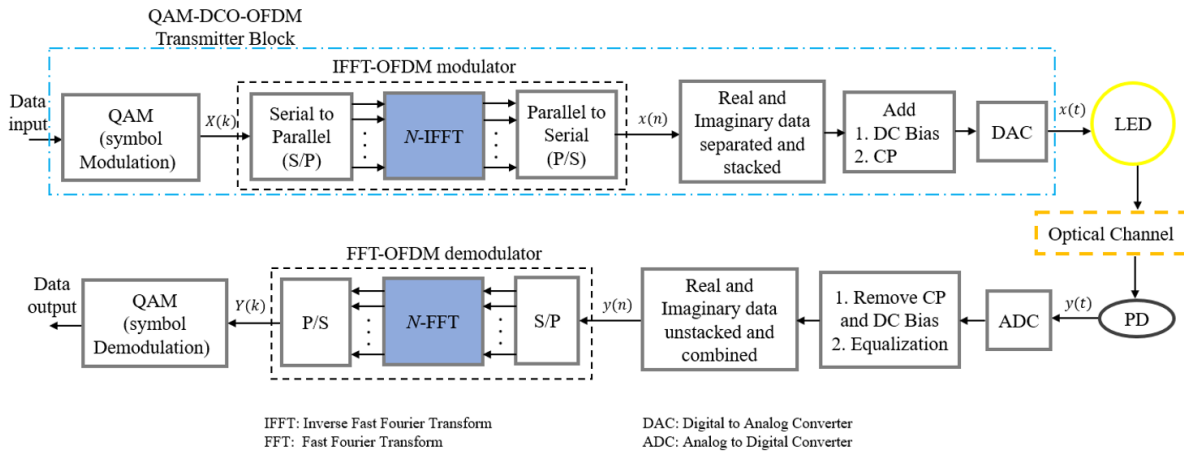 QAM-DCO-OFDM
Transmitter Block
IFFT-OFDM modulator
Data
input
QAM
(symbol
Modulation)
X(k)
Serial to
Parallel
(S/P)
N-IFFT
Parallel to
Serial
(P/S)
x(n)
Real and
Imaginary data
separated and
stacked
Add
1. DC Bias
2. CP
DAC
x(t)
LED
Optical Channel
FFT-OFDM demodulator
Data
output
QAM
(symbol
Demodulation)
Y(k)
P/S
N-FFT
S/P
y(n)
Real and
Imaginary data
unstacked and
combined
1. Remove CP
and DC Bias
2. Equalization
ADC
y(t)
PD
IFFT: Inverse Fast Fourier Transform
FFT: Fast Fourier Transform
DAC: Digital to Analog Converter
ADC: Analog to Digital Converter